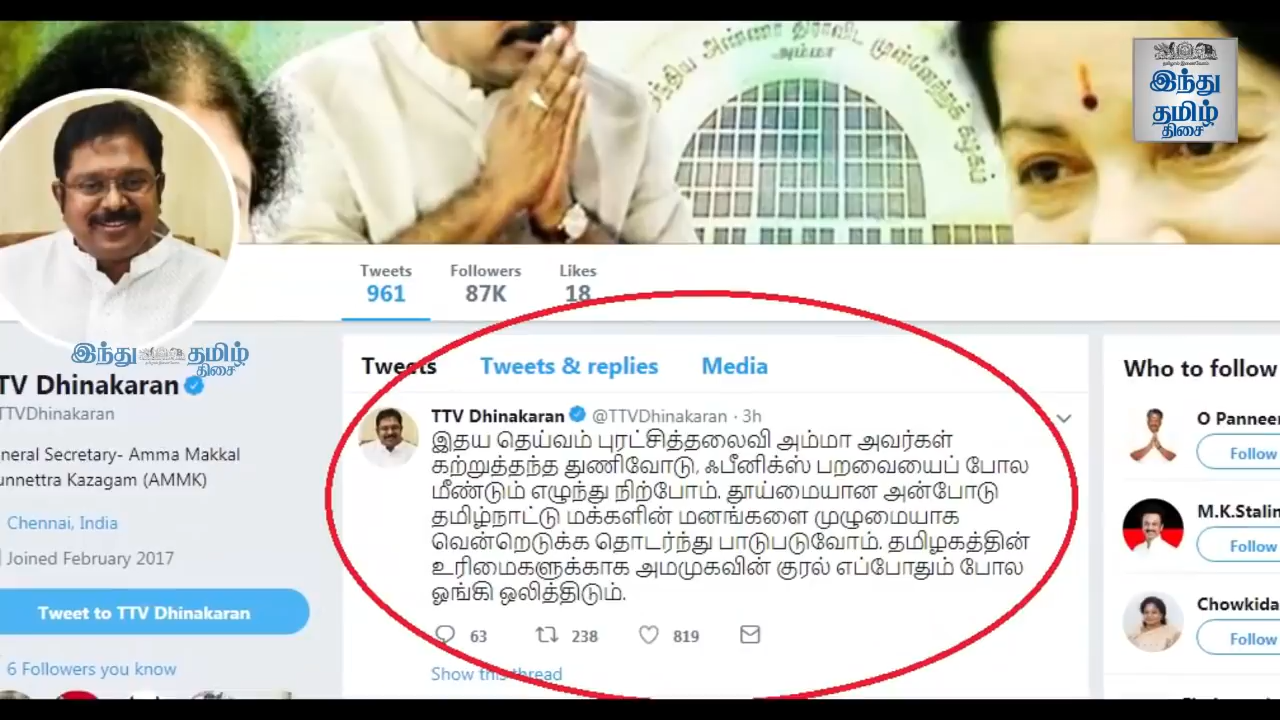 அண்ணா திராவிட முன்னேற்றக் கழகம்
அம்மா
இந்து
தமிழ்
திசை
Tweets
Followers
Likes
961
87K
18
இந்து தமிழ்
திசை
TV Dhinakaran
TTVDhinakaran
neral Secretary- Amma Makkal
unnettra Kazagam (AMMK)
Chennai, India
Joined February 2017
Tweet to TTV Dhinakaran
6 Followers you know
Tweets
Tweets & replies
Media
TTV Dhinakaran @TTVDhinakaran · 3h
இதய தெய்வம் புரட்சித்தலைவி அம்மா அவர்கள்
கற்றுத்தந்த துணிவோடு, ஃபீனிக்ஸ் பறவையைப் போல
மீண்டும் எழுந்து நிற்போம். தூய்மையான அன்போடு
தமிழ்நாட்டு மக்களின் மனங்களை முழுமையாக
வென்றெடுக்க தொடர்ந்து பாடுபடுவோம். தமிழகத்தின்
உரிமைகளுக்காக அமமுகவின் குரல் எப்போதும் போல
ஓங்கி ஒலித்திடும்.
63
238
819
Show this thread
Who to follow
O Panneer
Follow
M.K.Stalin
Follow
Chowkida
Follow